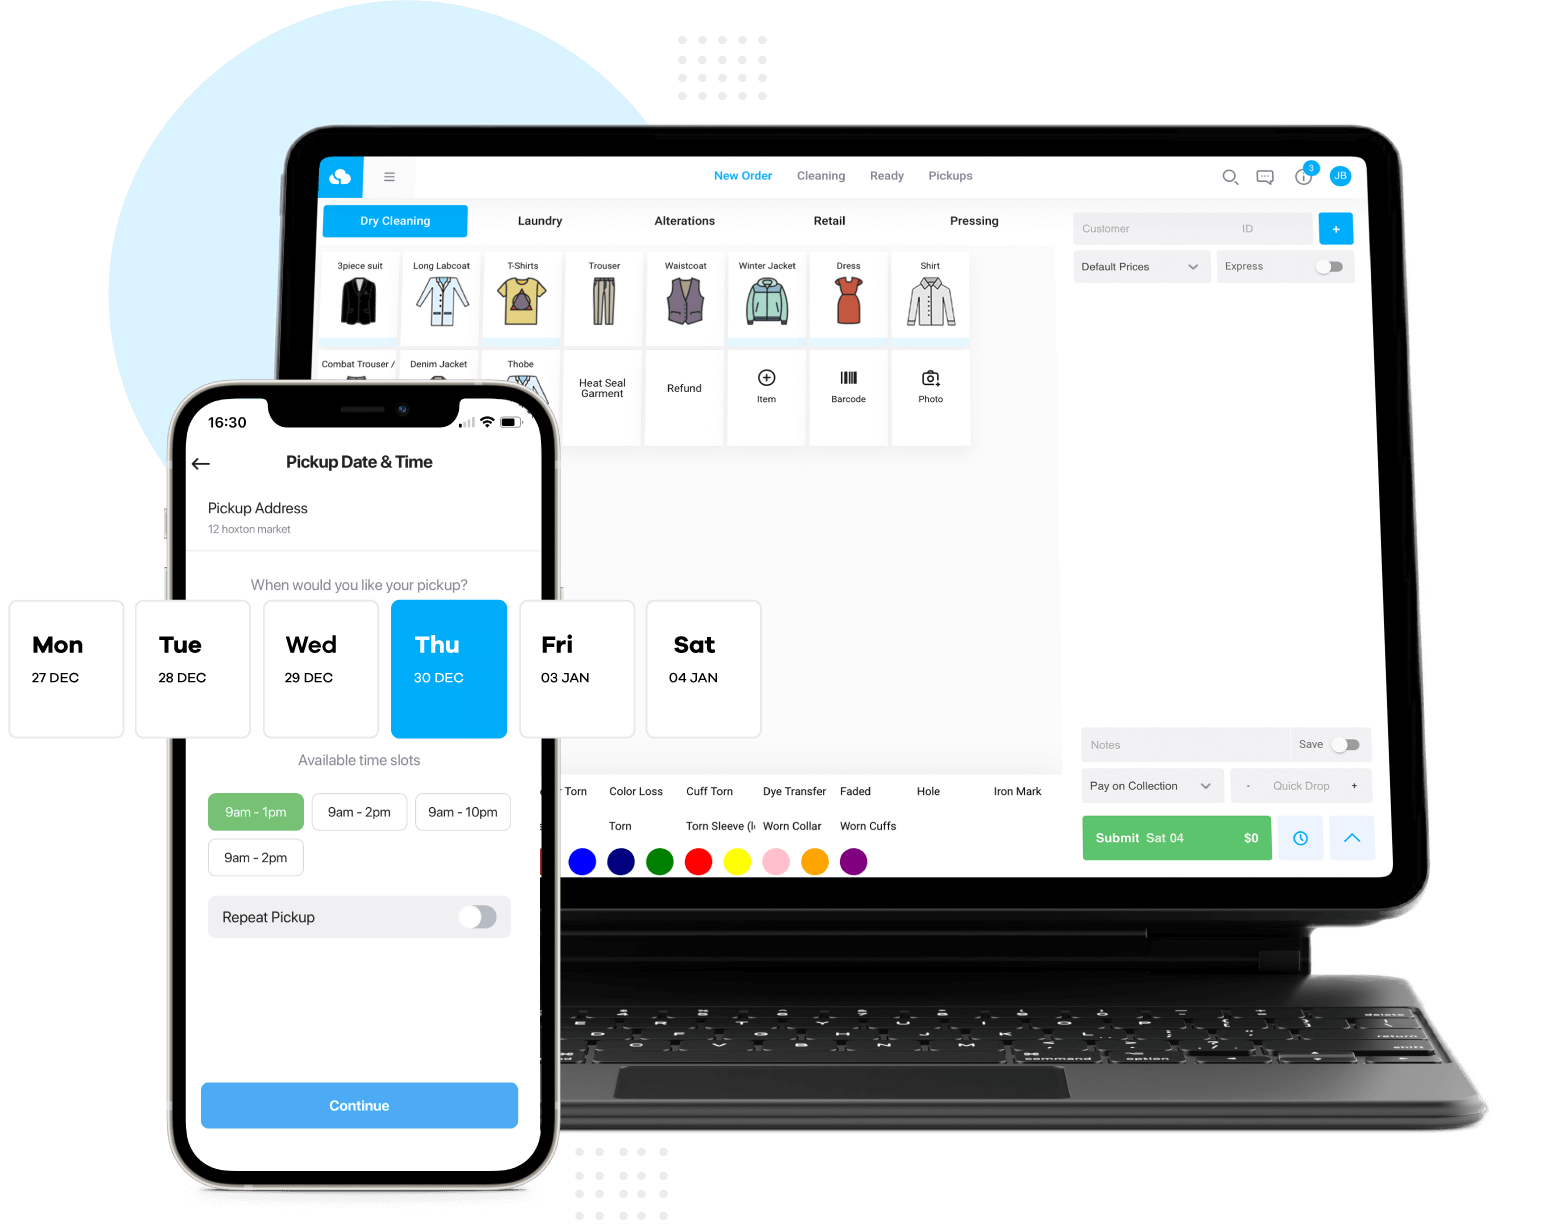 New Order Cleaning Ready Pickups
3
JB
Dry Cleaning Laundry Alterations Retail Pressing
Customer ID
+
Default Prices Express
3piece suit Long Labcoat T-Shirts Trouser Waistcoat Winter Jacket Dress Shirt
Combat Trouser / Denim Jacket Thobe
Heat Seal
Garment
Refund
Item
Barcode
Photo
Torn Color Loss Cuff Torn Dye Transfer Faded Hole Iron Mark
Torn Torn Sleeve (l Worn Collar Worn Cuffs
Notes Save
Pay on Collection - Quick Drop +
Submit Sat 04 $0
16:30
Pickup Date & Time
Pickup Address
12 hoxton market
When would you like your pickup?
Mon Tue Wed Thu Fri Sat
27 DEC 28 DEC 29 DEC 30 DEC 03 JAN 04 JAN
Available time slots
9am - 1pm 9am - 2pm 9am - 10pm
9am - 2pm
Repeat Pickup
Continue
delete
return
shift
command option